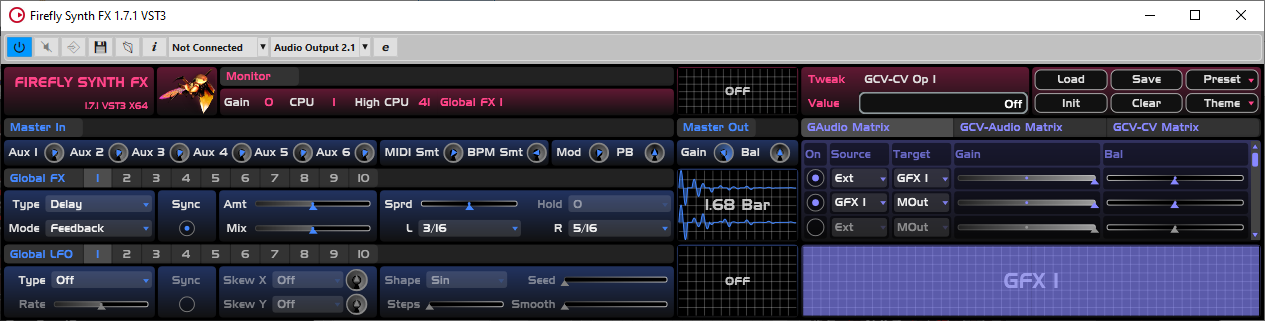 Firefly Synth FX 1.7.1 VST3
i Not Connected Audio Output 2.1 e
FIREFLY SYNTH FX
1.7.1 VST3 X64
Monitor
Gain 0 CPU 1 High CPU 41 Global FX 1
OFF
Tweak GCV-CV Op 1
Value Off
Load Save Preset
Init Clear Theme
Master In
Aux 1 Aux 2 Aux 3 Aux 4 Aux 5 Aux 6 MIDI Smt BPM Smt Mod PB
Master Out
Gain Bal
GAudio Matrix GCV-Audio Matrix GCV-CV Matrix
On Source Target Gain Bal
Ext GFX 1
GFX 1 MOut
Ext MOut
Global FX 1 2 3 4 5 6 7 8 9 10
Type Delay Sync Amt Sprd Hold 0
Mode Feedback Mix L 3/16 R 5/16
1.68 Bar
Global LFO 1 2 3 4 5 6 7 8 9 10
Type Off Sync Skew X Off Shape Sin Seed
Rate Skew Y Off Steps Smooth
OFF
GFX 1